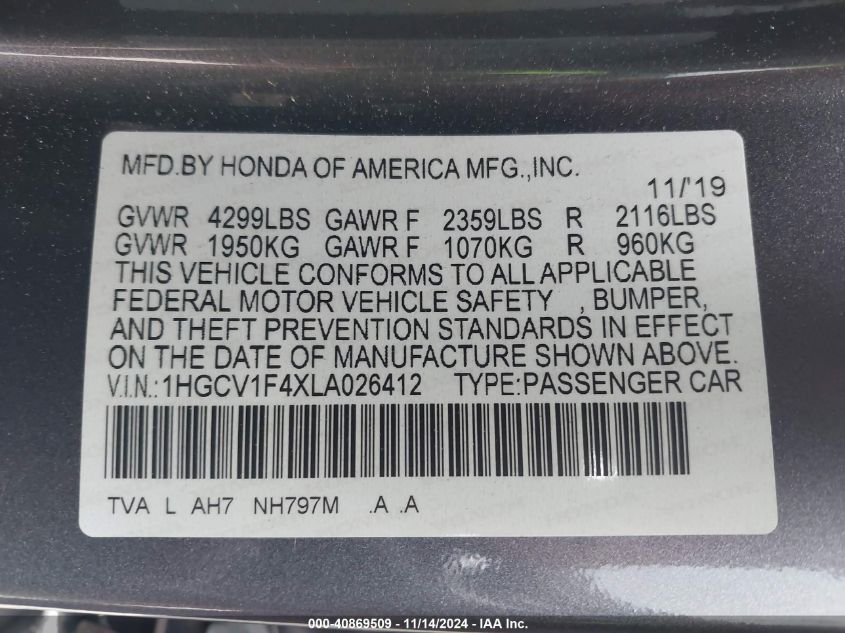 MFD.BY HONDA OF AMERICA MFG.,INC.
11/'19
GVWR 4299LBS GAWR F 2359LBS R 2116LBS
GVWR 1950KG GAWR F 1070KG R 960KG
THIS VEHICLE CONFORMS TO ALL APPLICABLE
FEDERAL MOTOR VEHICLE SAFETY , BUMPER,
AND THEFT PREVENTION STANDARDS IN EFFECT
ON THE DATE OF MANUFACTURE SHOWN ABOVE.
V.I.N.:1HGCV1F4XLA026412 TYPE:PASSENGER CAR
TVA L AH7 NH797M .A .A
000-40869509 - 11/14/2024 - IAA Inc.